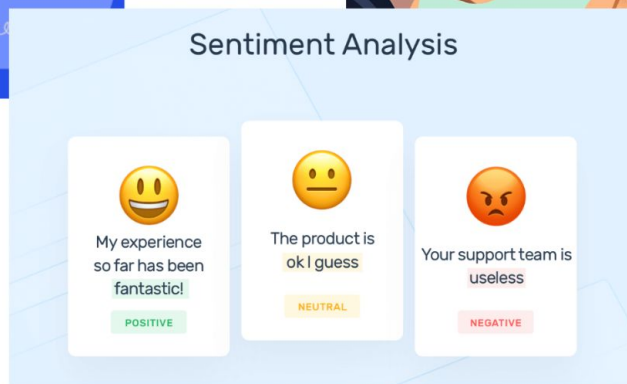 Sentiment Analysis
My experience
so far has been
fantastic!
POSITIVE
The product is
ok I guess
NEUTRAL
Your support team is
useless
NEGATIVE